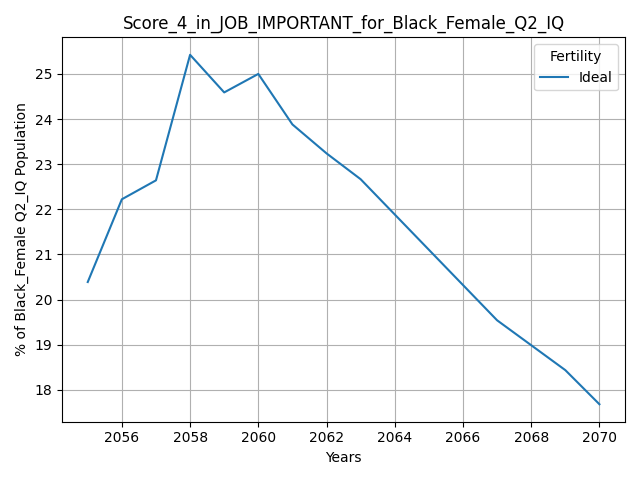 Score_4_in_JOB_IMPORTANT_for_Black_Female_Q2_IQ
% of Black_Female Q2_IQ Population
25
24
23
22
21
20
19
18
Fertility
Ideal
2056 2058 2060 2062 2064 2066 2068 2070
Years